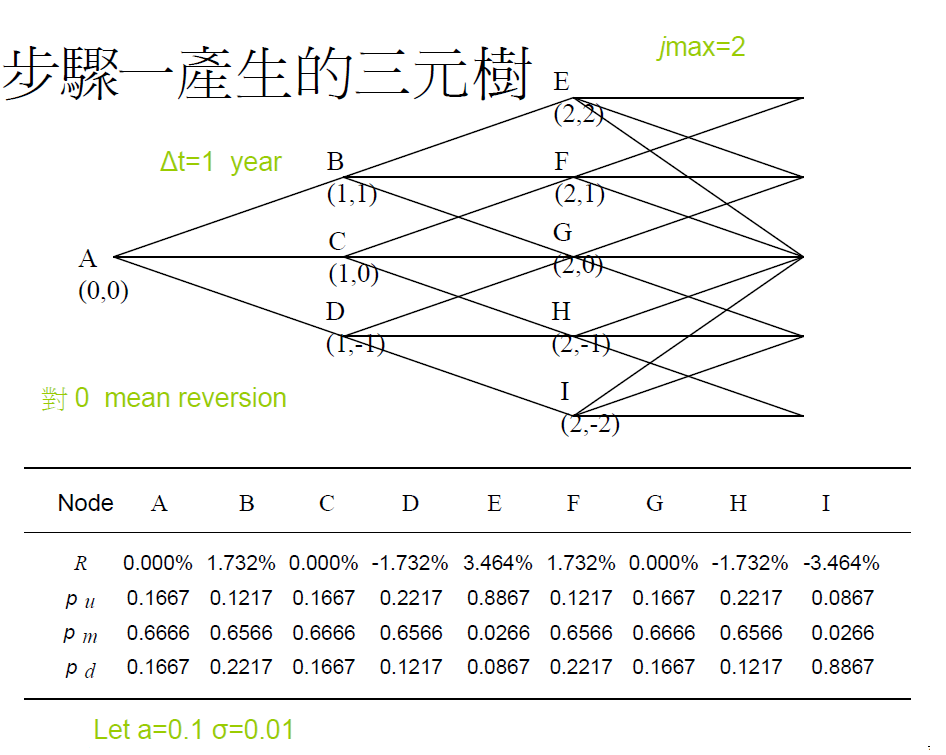 步驟一產生的三元樹
jmax=2
Δt=1 year
E
(2,2)
B
(1,1)
F
(2,1)
A
(0,0)
C
(1,0)
G
(2,0)
D
(1,-1)
H
(2,-1)
I
(2,-2)
對 0 mean reversion
Node A B C D E F G H I
R 0.000% 1.732% 0.000% -1.732% 3.464% 1.732% 0.000% -1.732% -3.464%
p u 0.1667 0.1217 0.1667 0.2217 0.8867 0.1217 0.1667 0.2217 0.0867
p m 0.6666 0.6566 0.6666 0.6566 0.0266 0.6566 0.6666 0.6566 0.0266
p d 0.1667 0.2217 0.1667 0.1217 0.0867 0.2217 0.1667 0.1217 0.8867
Let a=0.1 σ=0.01